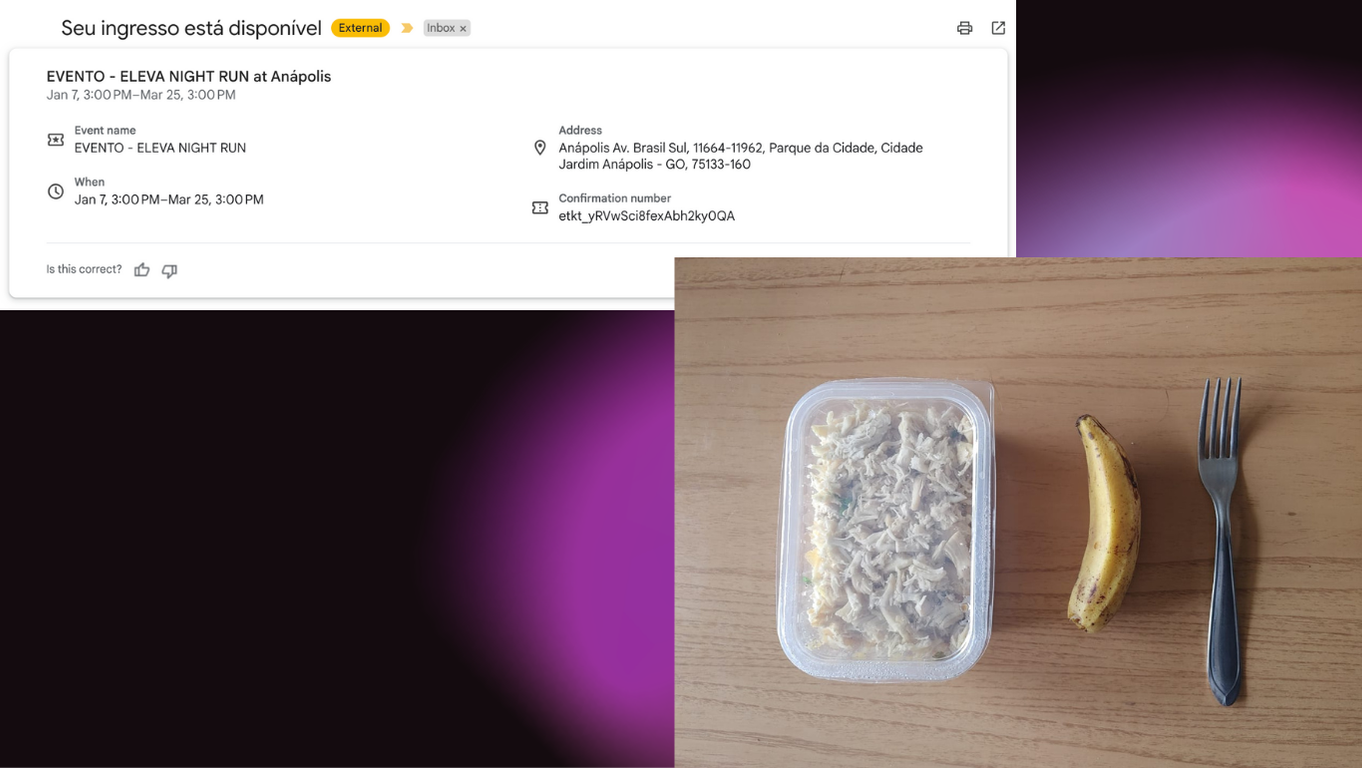 Seu ingresso está disponível External Inbox ×
EVENTO - ELEVA NIGHT RUN at Anápolis
Jan 7, 3:00 PM–Mar 25, 3:00 PM
Event name
EVENTO - ELEVA NIGHT RUN
When
Jan 7, 3:00 PM–Mar 25, 3:00 PM
Address
Anápolis Av. Brasil Sul, 11664-11962, Parque da Cidade, Cidade
Jardim Anápolis - GO, 75133-160
Confirmation number
etkt_yRVwSci8fexAbh2ky0QA
Is this correct?